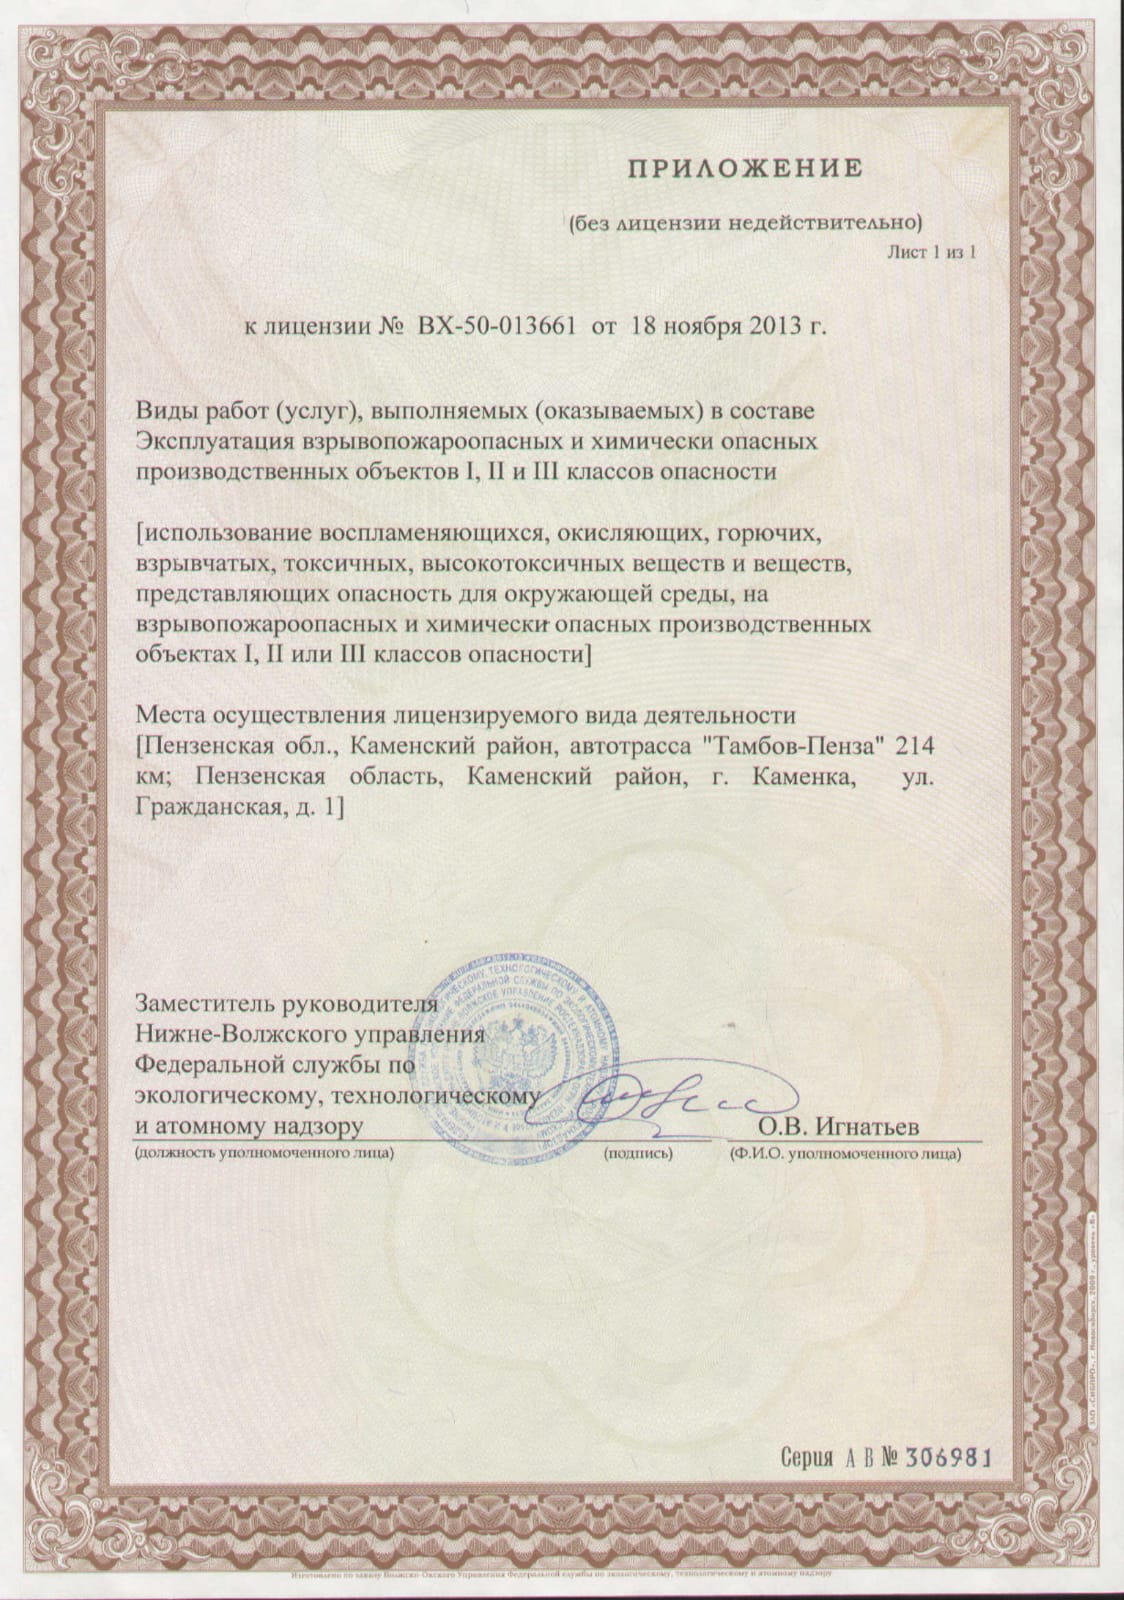 ПРИЛОЖЕНИЕ
(без лицензии недействительно)
Лист 1 из 1
к лицензии № ВХ-50-013661 от 18 ноября 2013 г.
Виды работ (услуг), выполняемых (оказываемых) в составе
Эксплуатация взрывопожароопасных и химически опасных
производственных объектов I, II и III классов опасности
[использование воспламеняющихся, окисляющих, горючих,
взрывчатых, токсичных, высокотоксичных веществ и веществ,
представляющих опасность для окружающей среды, на
взрывопожароопасных и химически опасных производственных
объектах I, II или III классов опасности]
Места осуществления лицензируемого вида деятельности
[Пензенская обл., Каменский район, автотрасса "Тамбов-Пенза" 214
км; Пензенская область, Каменский район, г. Каменка, ул.
Гражданская, д. 1]
Заместитель руководителя
Нижне-Волжского управления
Федеральной службы по
экологическому, технологическому
и атомному надзору
О.В. Игнатьев
(должность уполномоченного лица)
(подпись)
(Ф.И.О. уполномоченного лица)
Серия А В № 306981
ЗАО «СИБПРО», г. Новосибирск, 2009 г., уровень «В»
Изготовлено по заказу Волжско-Окского Управления Федеральной службы по экологическому, технологическому и атомному надзору